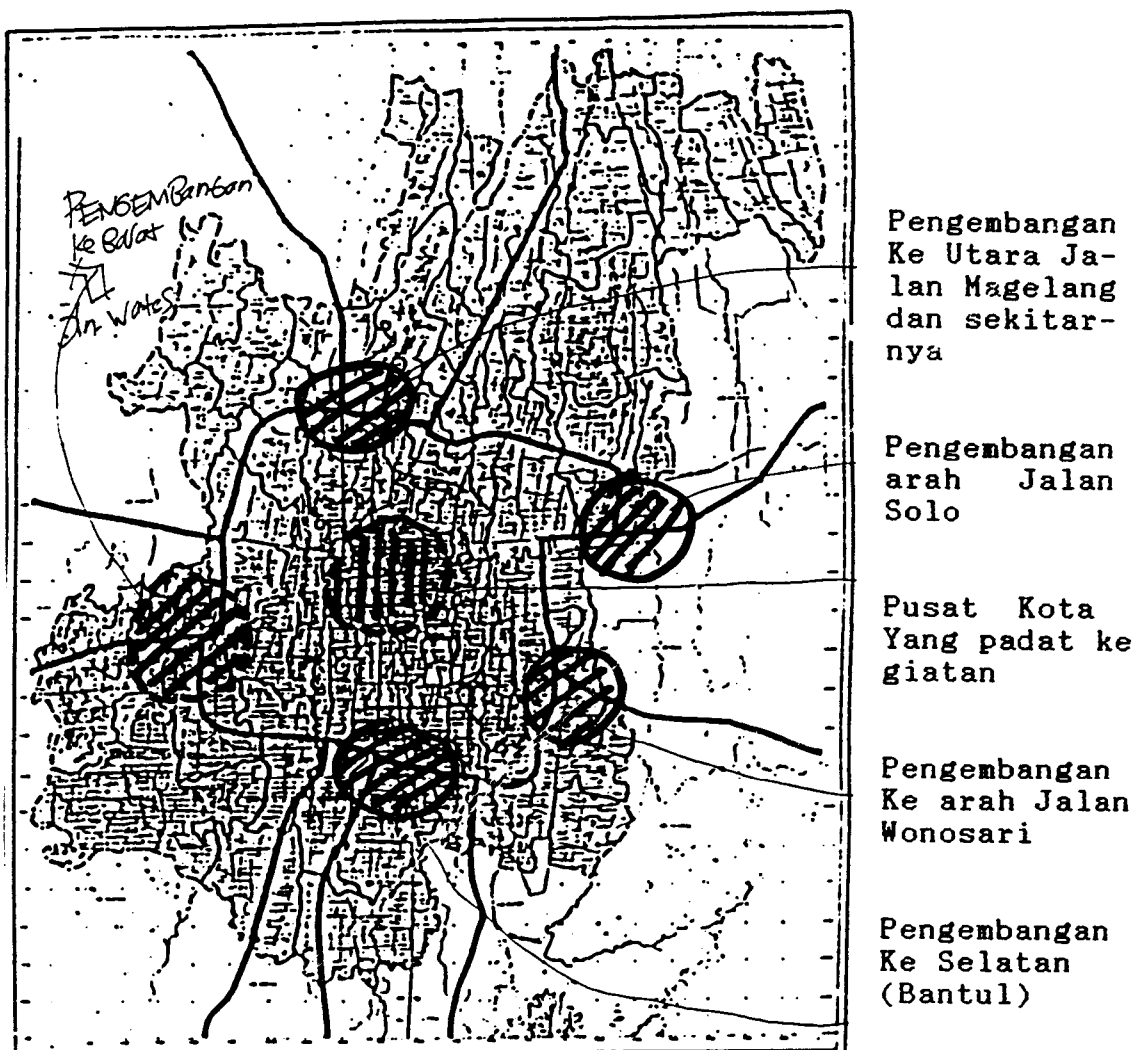 PENGEMBANGAN
Ke Barat
Jln Wates
Pengembangan
Ke Utara Ja-
lan Magelang
dan sekitar-
nya
Pengembangan
arah Jalan
Solo
Pusat Kota
Yang padat ke
giatan
Pengembangan
Ke arah Jalan
Wonosari
Pengembangan
Ke Selatan
(Bantul)